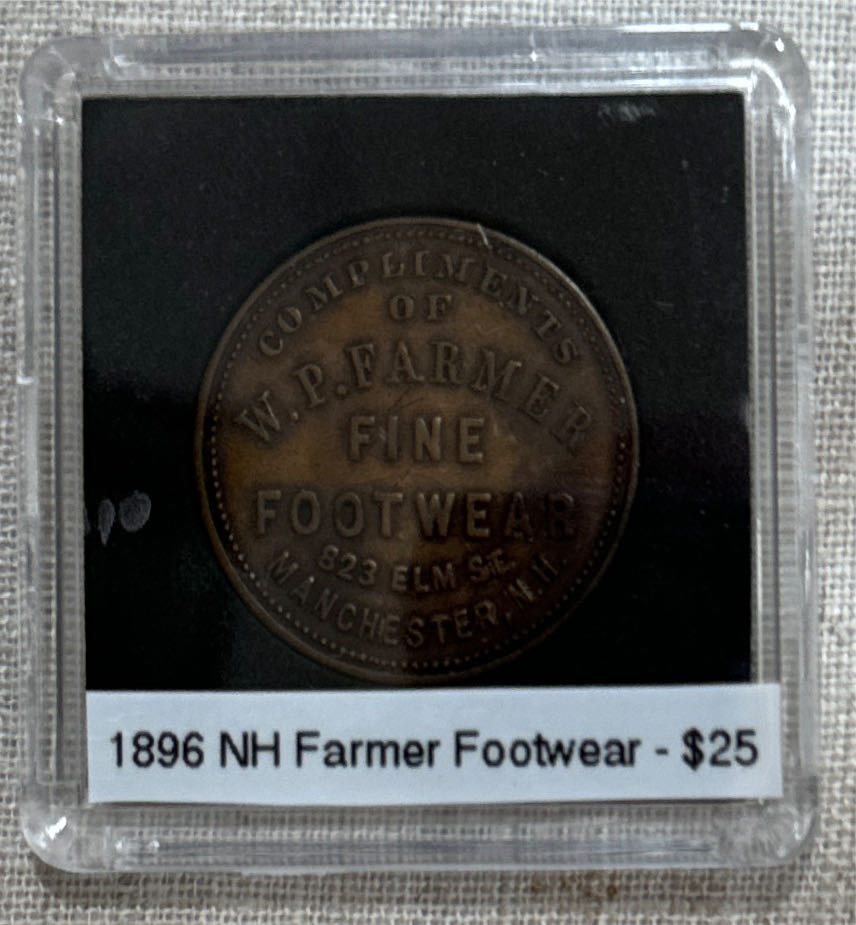 COMPLIMENTS
OF
W.P. FARMER
FINE
FOOTWEAR
823 ELM ST.
MANCHESTER, N.H.
1896 NH Farmer Footwear - $25